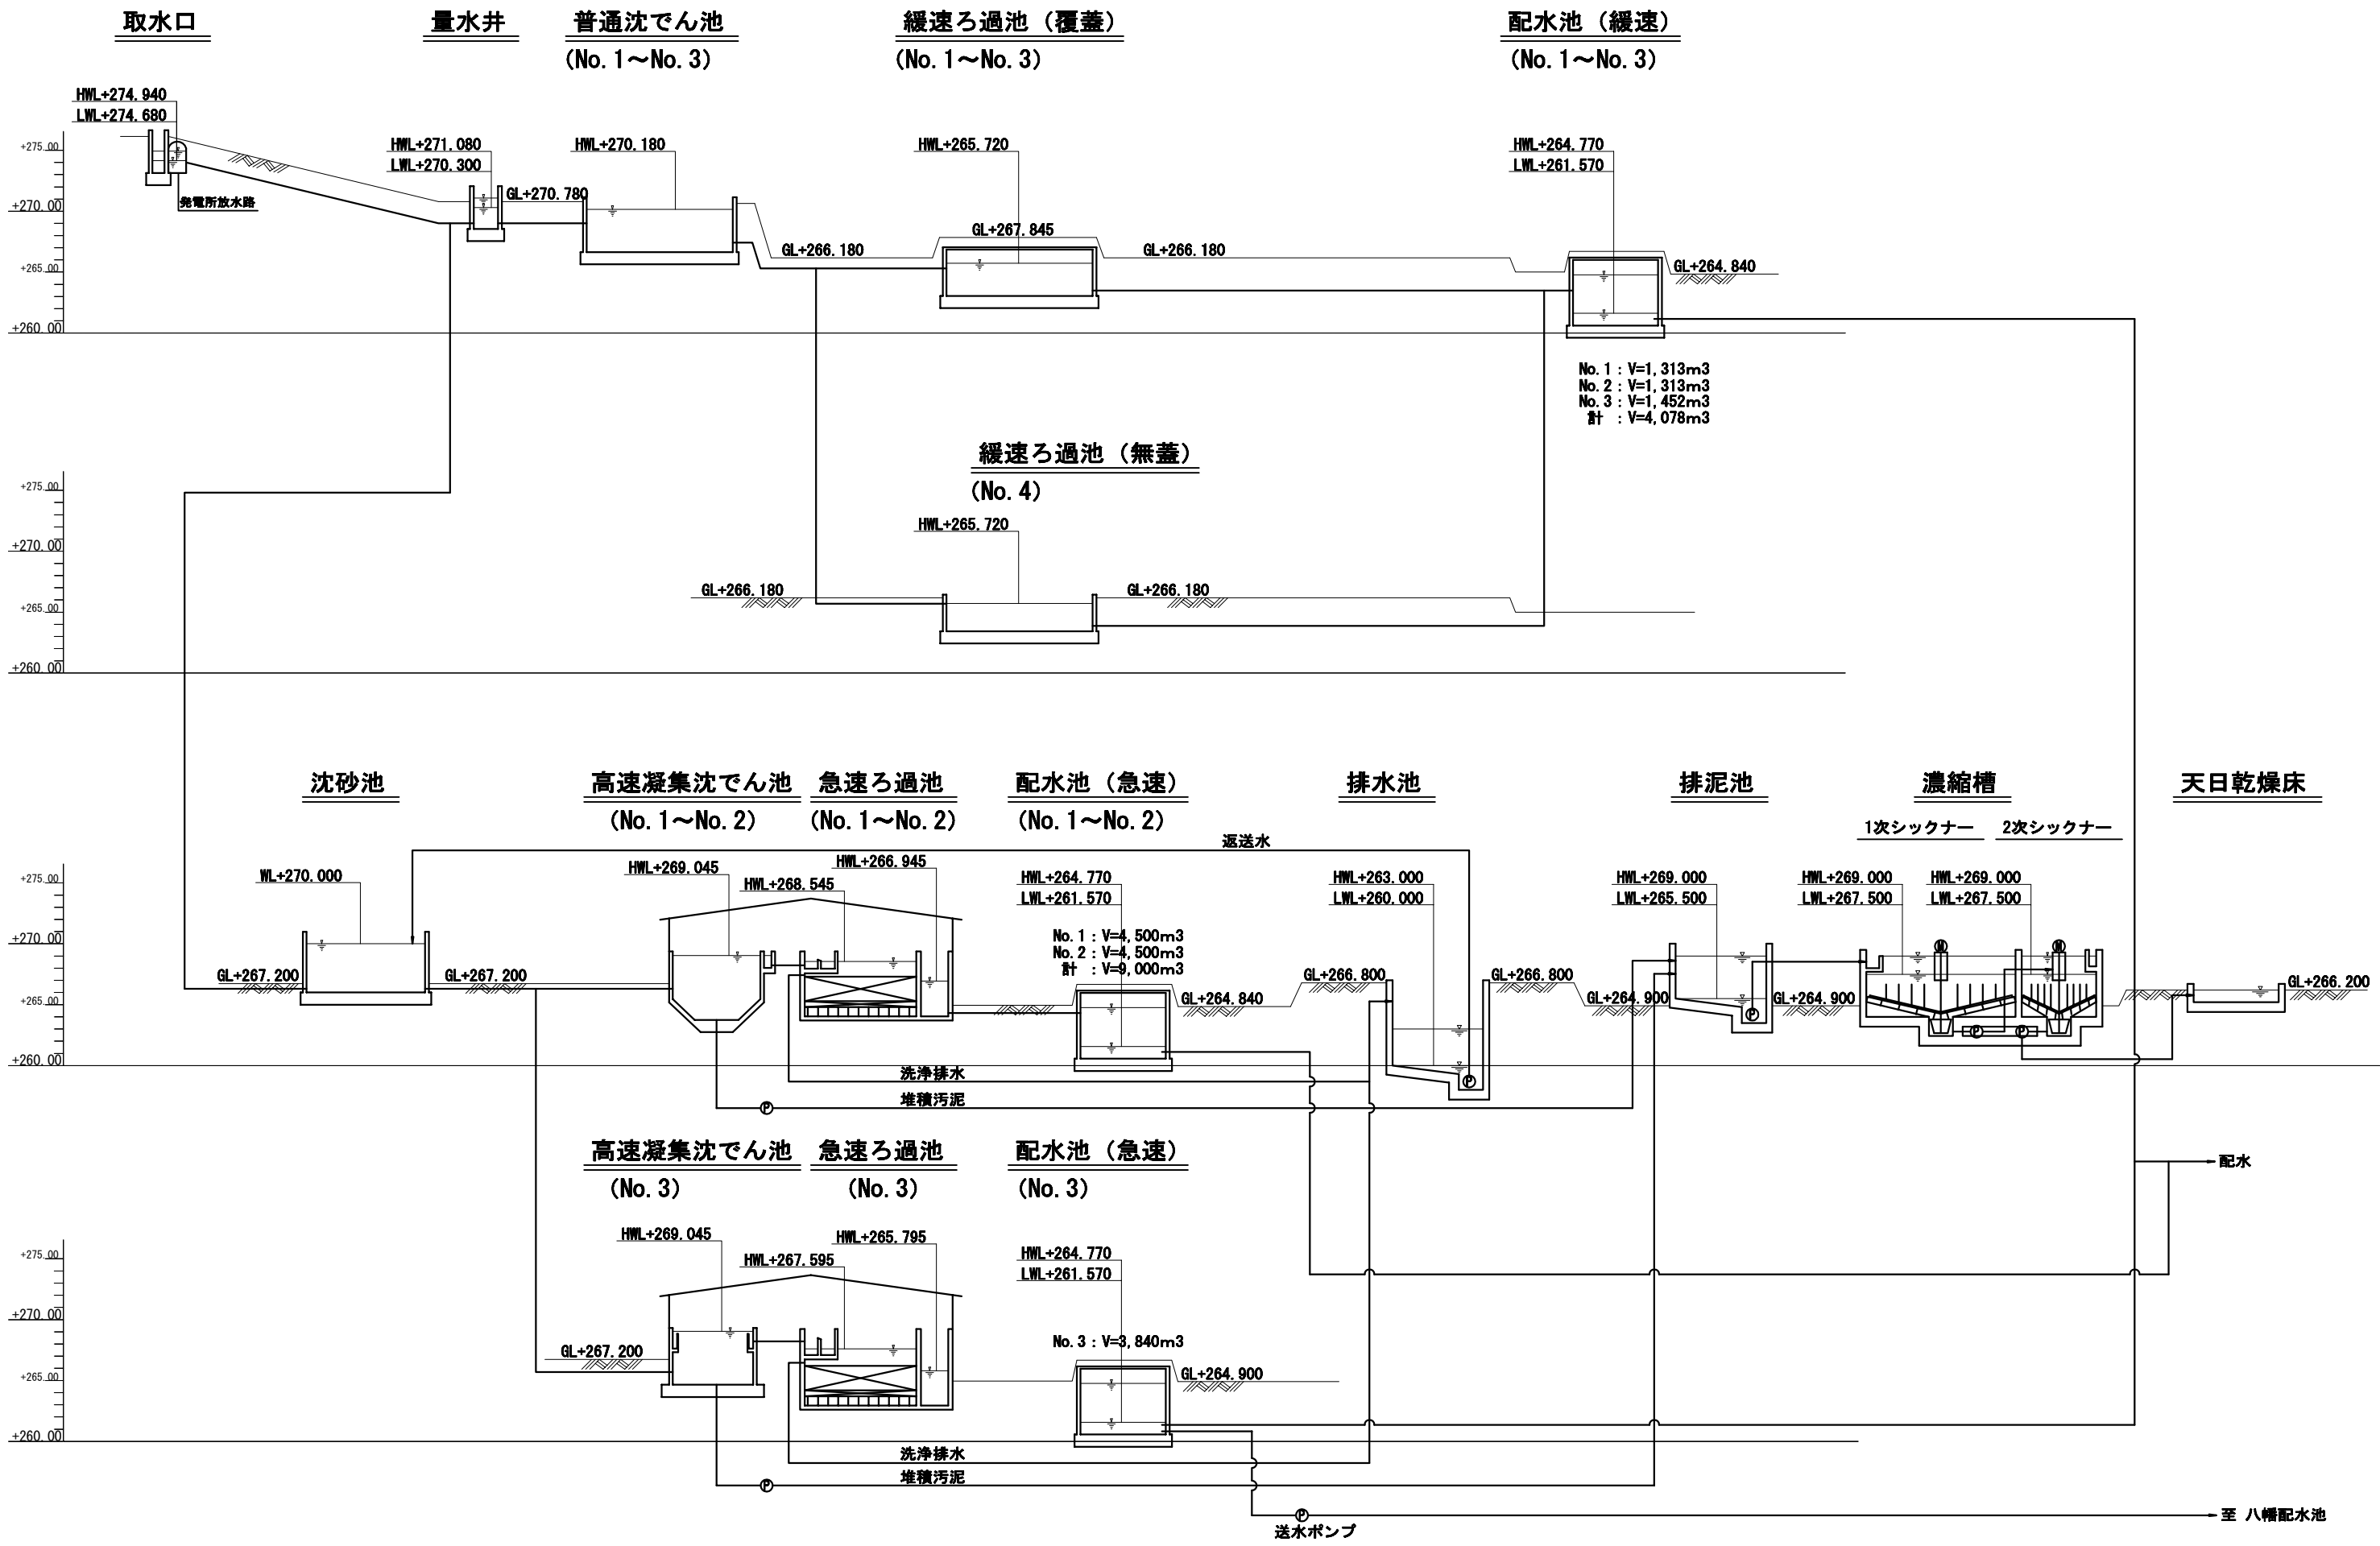 取水口
量水井
普通沈でん池
(No. 1～No. 3)
緩速ろ過池（覆蓋）
(No. 1～No. 3)
配水池（緩速）
(No. 1～No. 3)
HWL+274.940
LWL+274.680
発電所放水路
HWL+271.080
LWL+270.300
GL+270.780
HWL+270.180
GL+266.180
HWL+265.720
GL+267.845
GL+266.180
HWL+264.770
LWL+261.570
GL+264.840
+275.00
+270.00
+265.00
+260.00
No. 1 : V=1,313m3
No. 2 : V=1,313m3
No. 3 : V=1,452m3
計 : V=4,078m3
緩速ろ過池（無蓋）
(No. 4)
HWL+265.720
GL+266.180
GL+266.180
+275.00
+270.00
+265.00
+260.00
沈砂池
高速凝集沈でん池
(No. 1～No. 2)
急速ろ過池
(No. 1～No. 2)
配水池（急速）
(No. 1～No. 2)
排水池
排泥池
濃縮槽
1次シックナー
2次シックナー
天日乾燥床
返送水
WL+270.000
GL+267.200
GL+267.200
HWL+269.045
HWL+268.545
HWL+266.945
HWL+264.770
LWL+261.570
No. 1 : V=4,500m3
No. 2 : V=4,500m3
計 : V=9,000m3
GL+264.840
HWL+263.000
LWL+260.000
GL+266.800
GL+266.800
HWL+269.000
LWL+265.500
GL+264.900
GL+264.900
HWL+269.000
LWL+267.500
HWL+269.000
LWL+267.500
M
M
P
P
P
P
GL+266.200
+275.00
+270.00
+265.00
+260.00
洗浄排水
堆積汚泥
P
高速凝集沈でん池
(No. 3)
急速ろ過池
(No. 3)
配水池（急速）
(No. 3)
配水
HWL+269.045
HWL+267.595
HWL+265.795
HWL+264.770
LWL+261.570
No. 3 : V=3,840m3
GL+267.200
GL+264.900
+275.00
+270.00
+265.00
+260.00
洗浄排水
堆積汚泥
P
P
送水ポンプ
至 八幡配水池